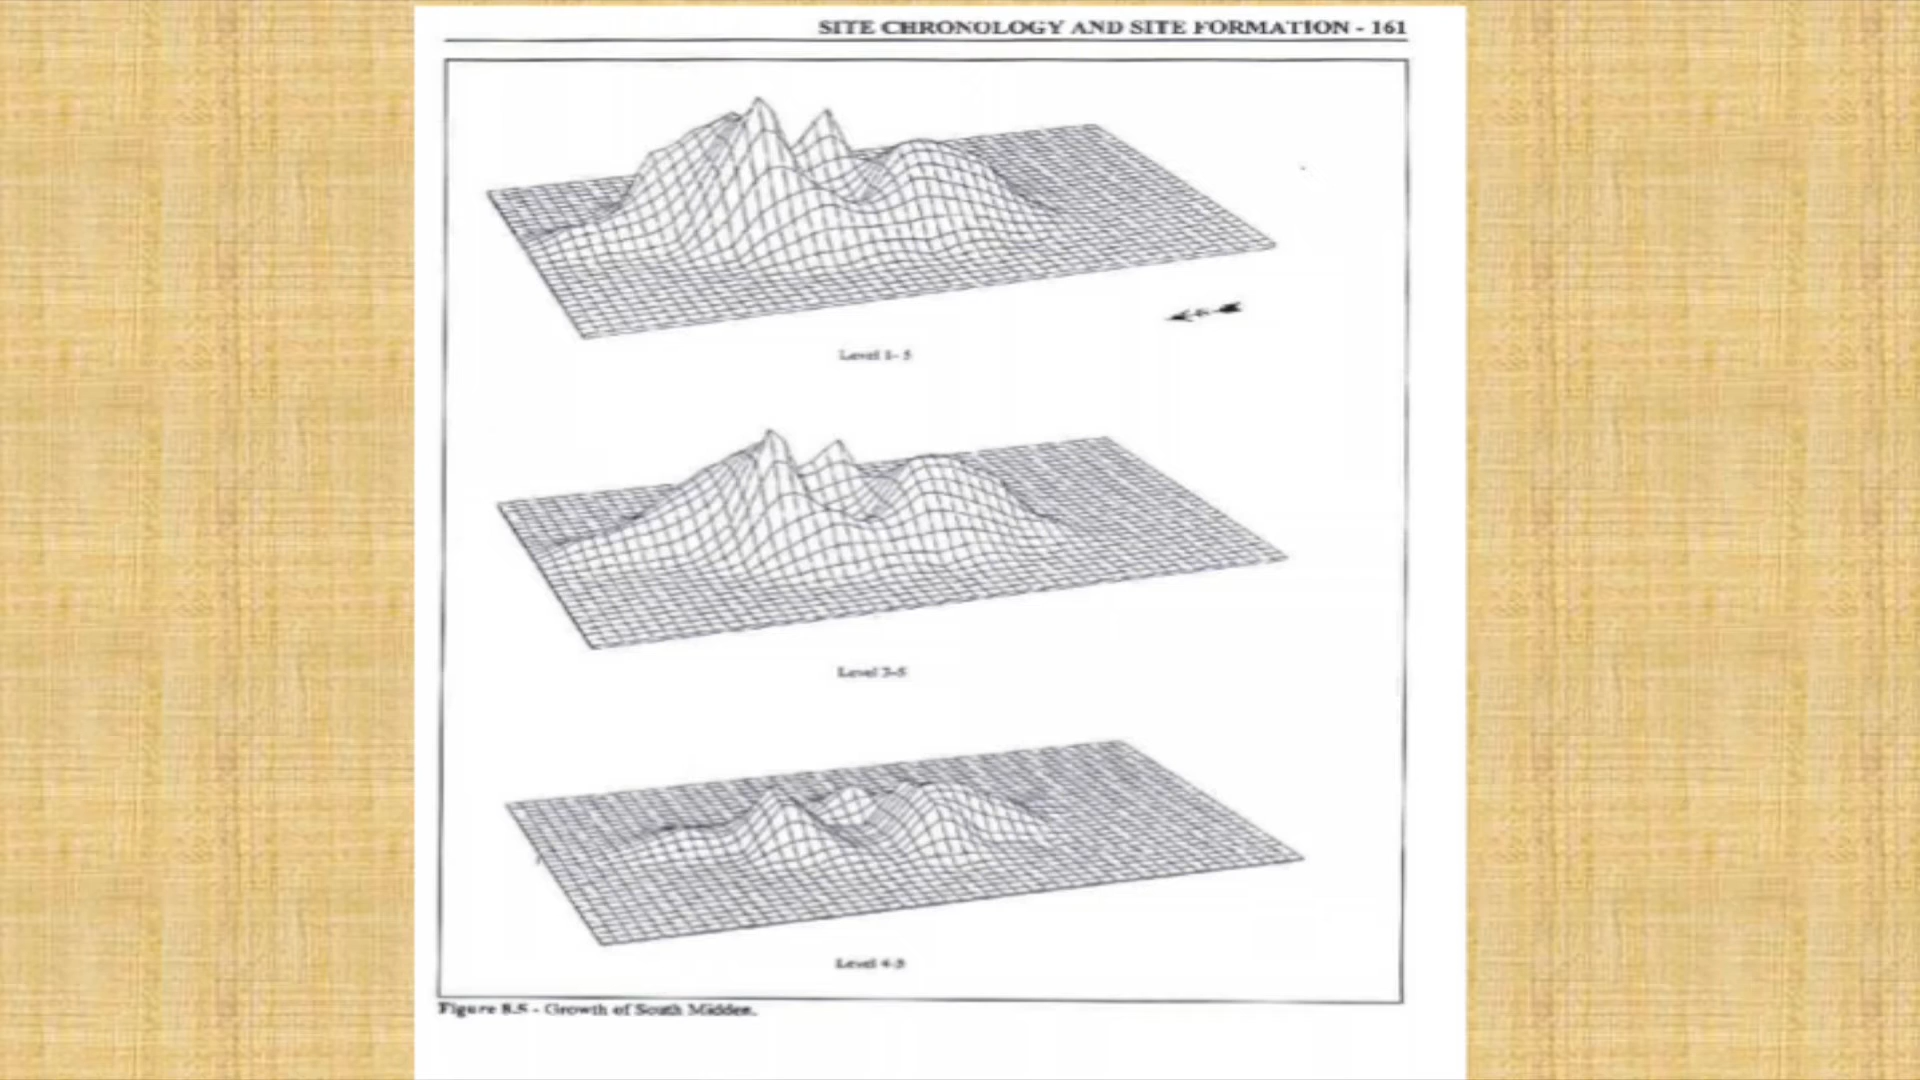 SITE CHRONOLOGY AND SITE FORMATION - 161
Level 1- 5
Level 3-5
Level 4-5
Figure 8.5 - Growth of South Midden.